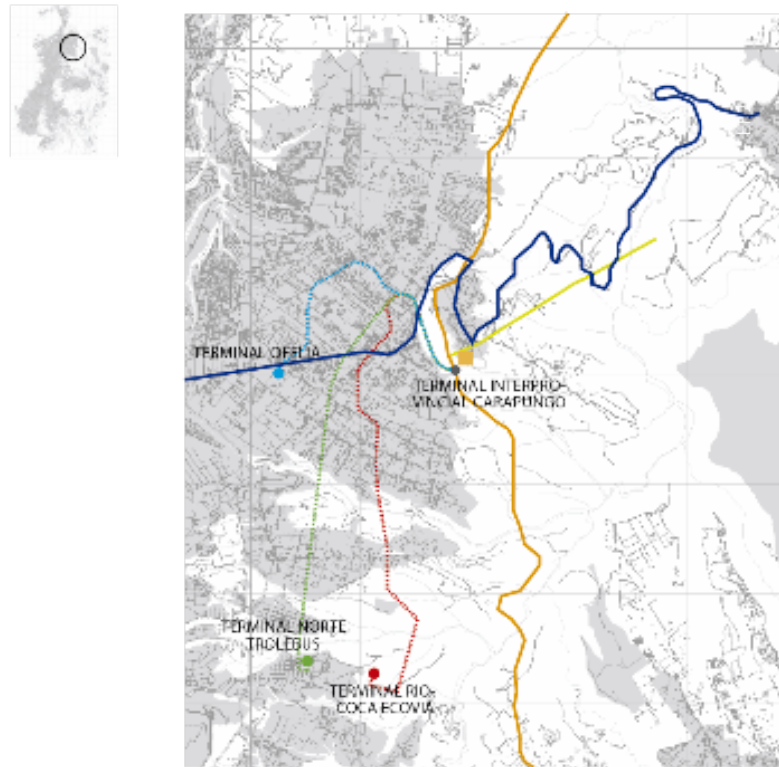 TERMINAL OFELIA
TERMINAL INTERPRO-
VINCIAL CARAPUNGO
TERMINAL NORTE
TROLEBUS
TERMINAL RIO-
COCA ECOVIA